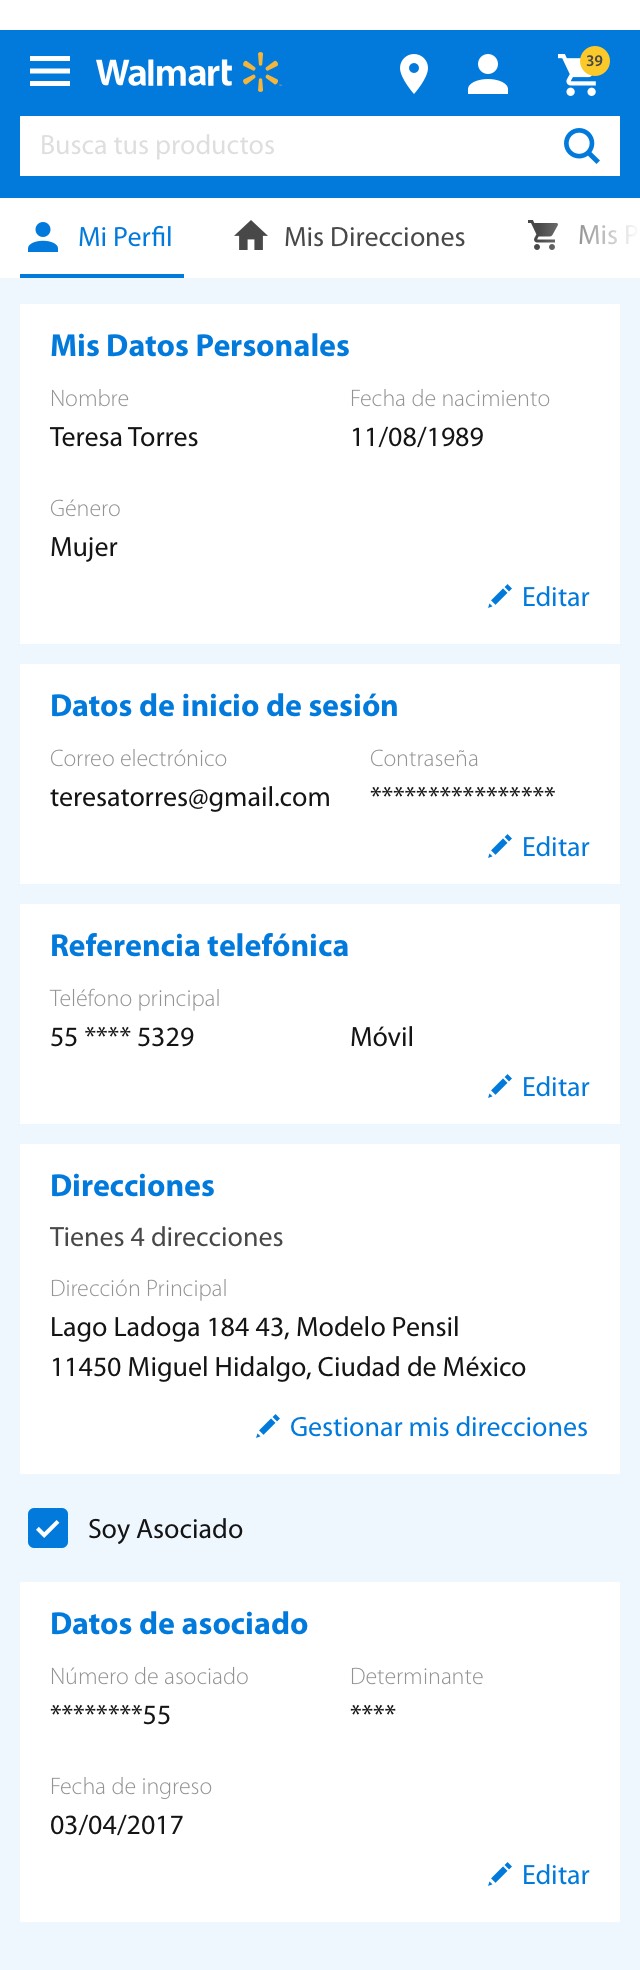 Walmart
39
Busca tus productos
Mi Perfil Mis Direcciones Mis P
Mis Datos Personales
Nombre Fecha de nacimiento
Teresa Torres 11/08/1989
Género
Mujer
Editar
Datos de inicio de sesión
Correo electrónico Contraseña
teresatorres@gmail.com ****************
Editar
Referencia telefónica
Teléfono principal
55 **** 5329 Móvil
Editar
Direcciones
Tienes 4 direcciones
Dirección Principal
Lago Ladoga 184 43, Modelo Pensil
11450 Miguel Hidalgo, Ciudad de México
Gestionar mis direcciones
Soy Asociado
Datos de asociado
Número de asociado Determinante
********55 ****
Fecha de ingreso
03/04/2017
Editar